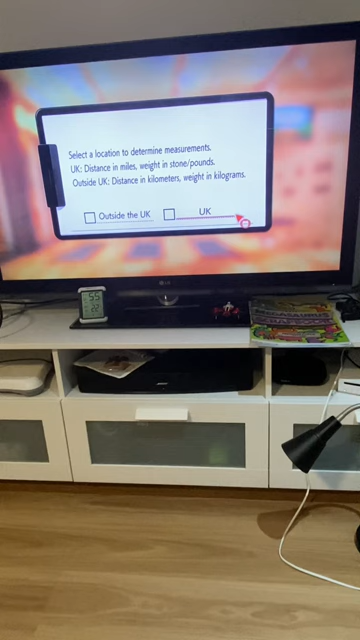 Select a location to determine measurements.
UK: Distance in miles, weight in stone/pounds.
Outside UK: Distance in kilometers, weight in kilograms.
Outside the UK
UK
LG